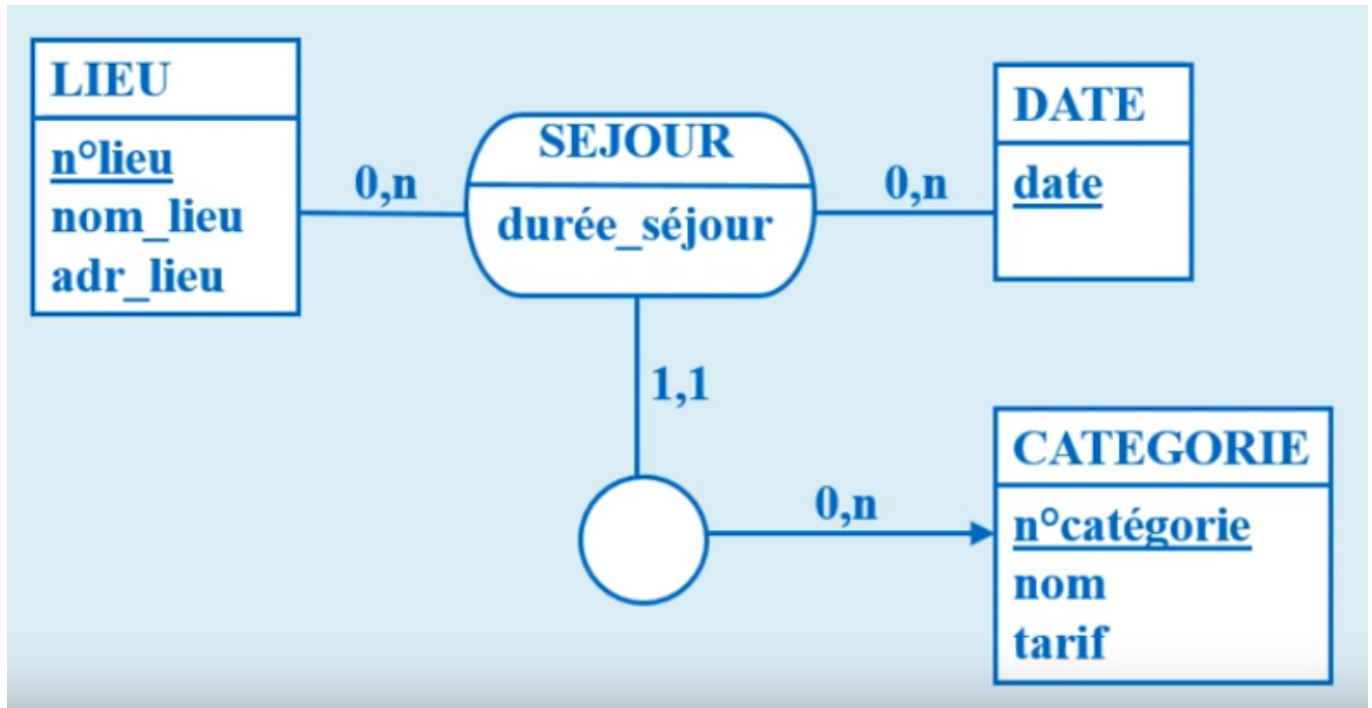 LIEU
n°lieu
nom_lieu
adr_lieu
0,n
SEJOUR
durée_séjour
0,n
DATE
date
1,1
0,n
CATEGORIE
n°catégorie
nom
tarif